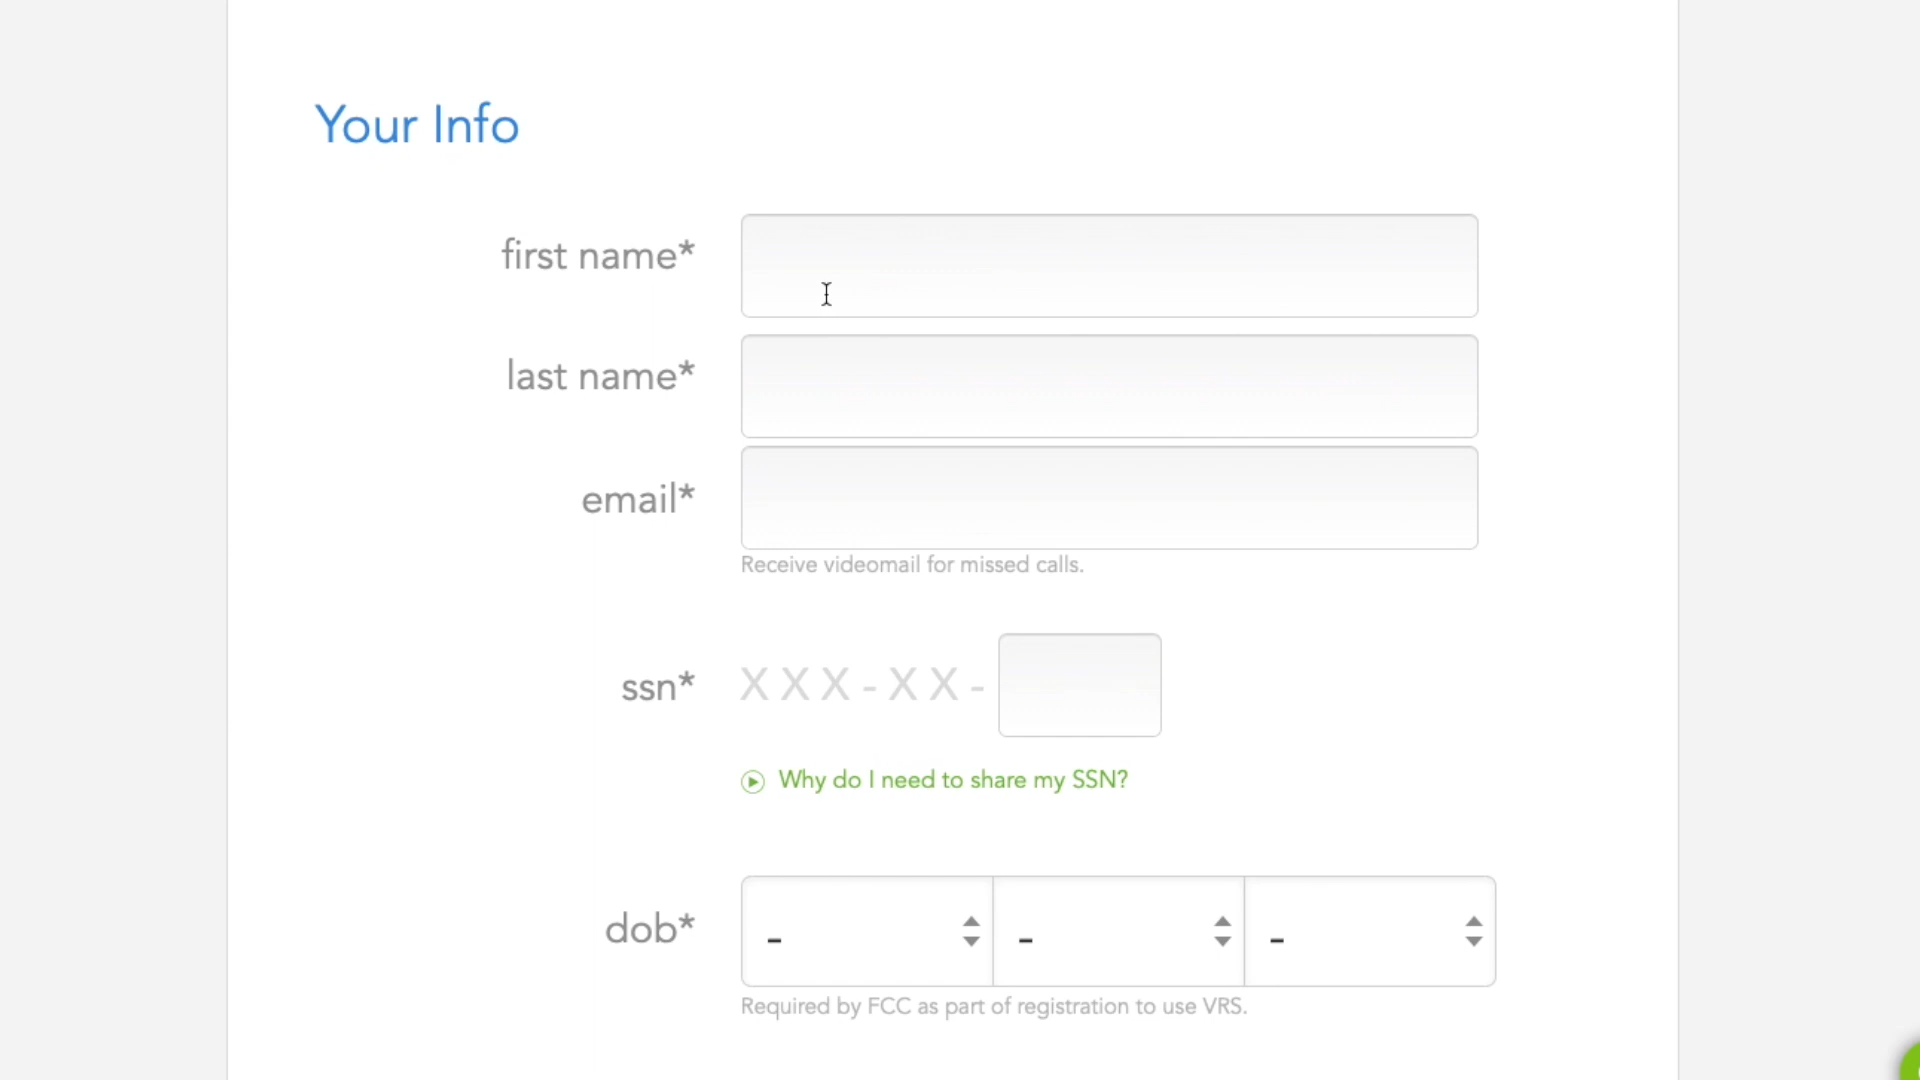 Your Info
first name*
last name*
email*
Receive videomail for missed calls.
ssn* XXX-XX-
Why do I need to share my SSN?
dob* - - -
Required by FCC as part of registration to use VRS.